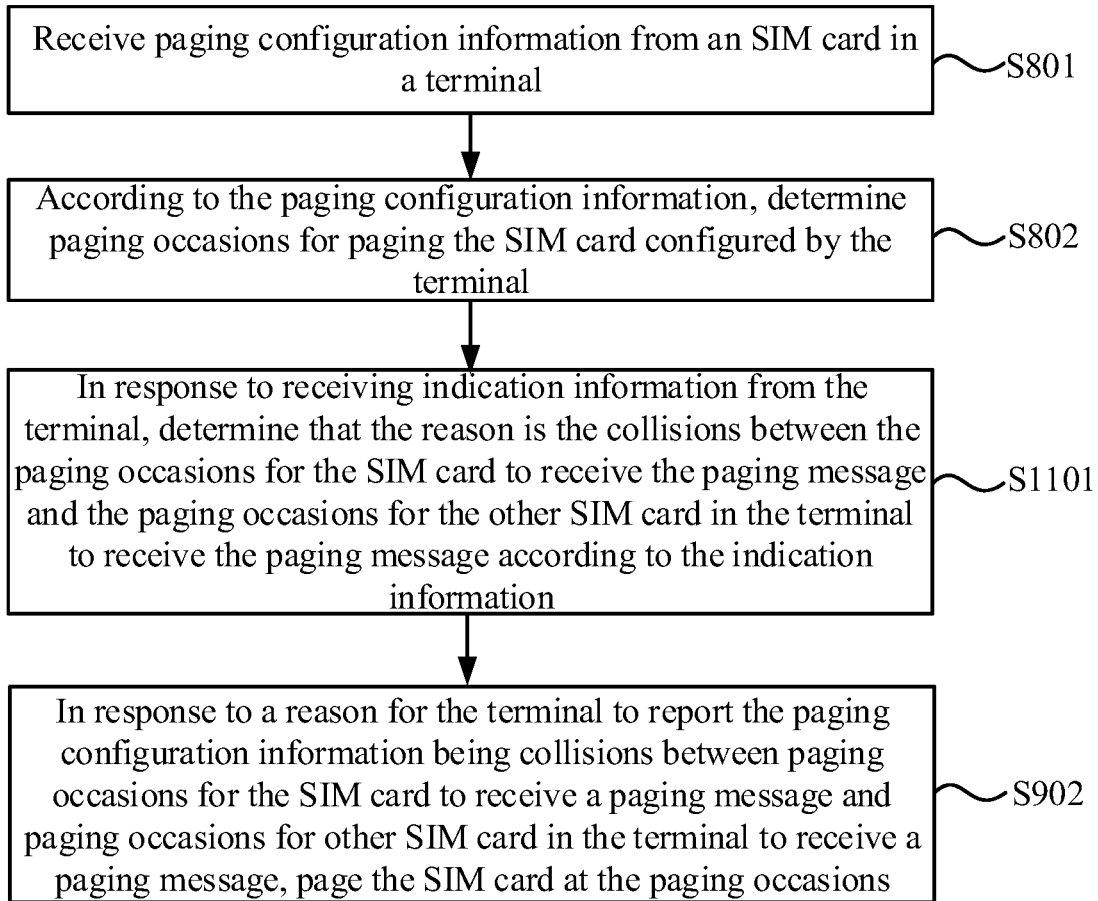 Receive paging configuration information from an SIM card in
a terminal
S801
According to the paging configuration information, determine
paging occasions for paging the SIM card configured by the
terminal
S802
In response to receiving indication information from the
terminal, determine that the reason is the collisions between the
paging occasions for the SIM card to receive the paging message
and the paging occasions for the other SIM card in the terminal
to receive the paging message according to the indication
information
S1101
In response to a reason for the terminal to report the paging
configuration information being collisions between paging
occasions for the SIM card to receive a paging message and
paging occasions for other SIM card in the terminal to receive a
paging message, page the SIM card at the paging occasions
S902